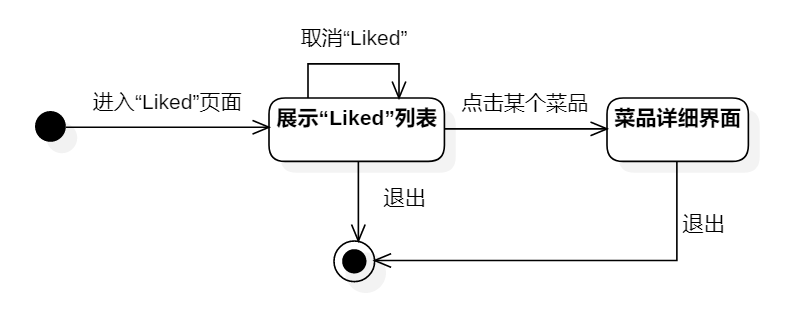 取消“Liked”
进入“Liked”页面
展示“Liked”列表
点击某个菜品
菜品详细界面
退出
退出